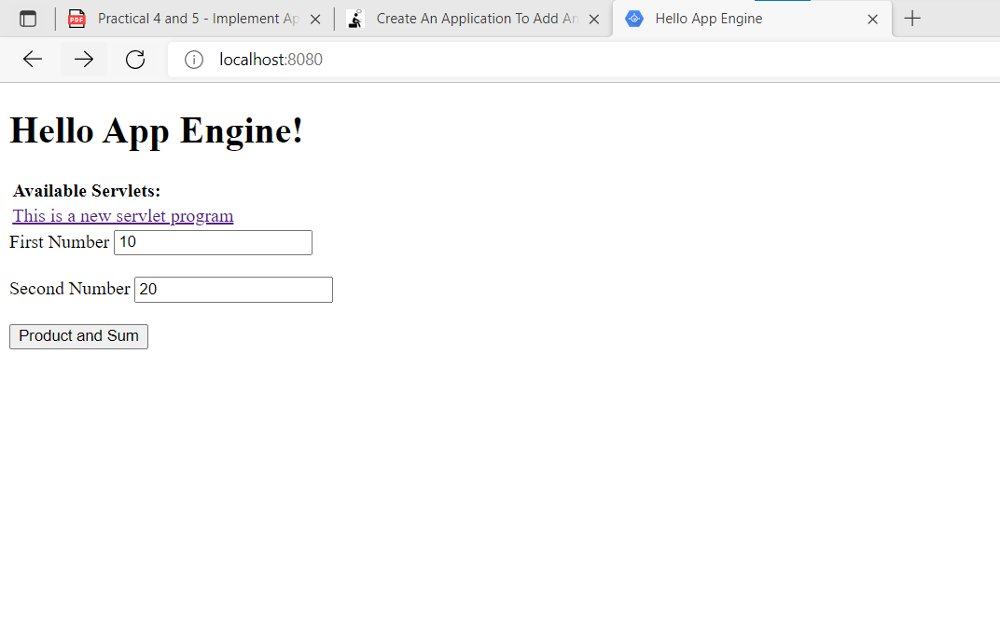 PDF Practical 4 and 5 - Implement Ap Create An Application To Add An Hello App Engine
localhost:8080
Hello App Engine!
Available Servlets:
This is a new servlet program
First Number 10
Second Number 20
Product and Sum